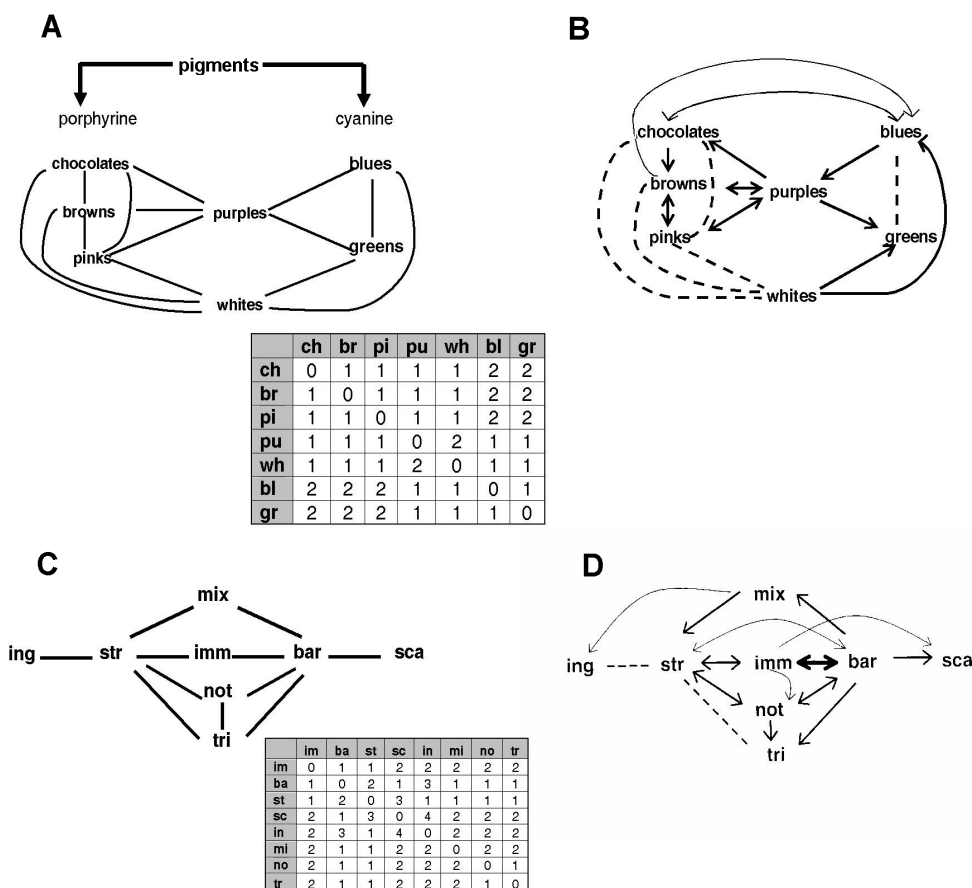 A
pigments
porphyrine cyanine
chocolates blues
browns purples
pinks greens
whites
ch br pi pu wh bl gr
ch 0 1 1 1 1 2 2
br 1 0 1 1 1 2 2
pi 1 1 0 1 1 2 2
pu 1 1 1 0 2 1 1
wh 1 1 1 2 0 1 1
bl 2 2 2 1 1 0 1
gr 2 2 2 1 1 1 0
B
chocolates blues
browns purples
pinks greens
whites
C
mix
ing str imm bar sca
not
tri
im ba st sc in mi no tr
im 0 1 1 2 2 2 2 2
ba 1 0 2 1 3 1 1 1
st 1 2 0 3 1 1 1 1
sc 2 1 3 0 4 2 2 2
in 2 3 1 4 0 2 2 2
mi 2 1 1 2 2 0 2 2
no 2 1 1 2 2 2 0 1
tr 2 1 1 2 2 2 1 0
D
mix
ing str imm bar sca
not
tri